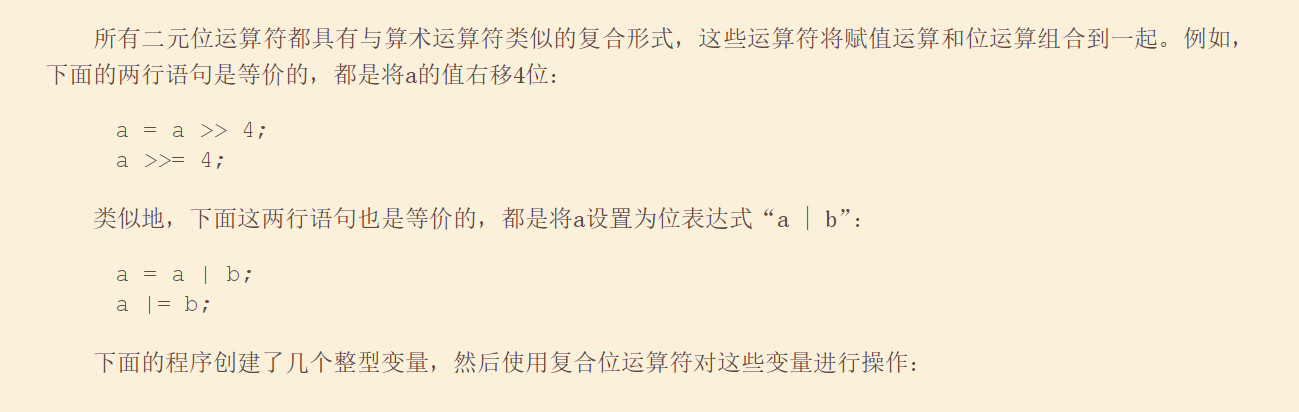 所有二元位运算符都具有与算术运算符类似的复合形式，这些运算符将赋值运算和位运算组合到一起。例如，
下面的两行语句是等价的，都是将a的值右移4位：
a = a >> 4;
a >>= 4;
类似地，下面这两行语句也是等价的，都是将a设置为位表达式“a | b”：
a = a | b;
a |= b;
下面的程序创建了几个整型变量，然后使用复合位运算符对这些变量进行操作：